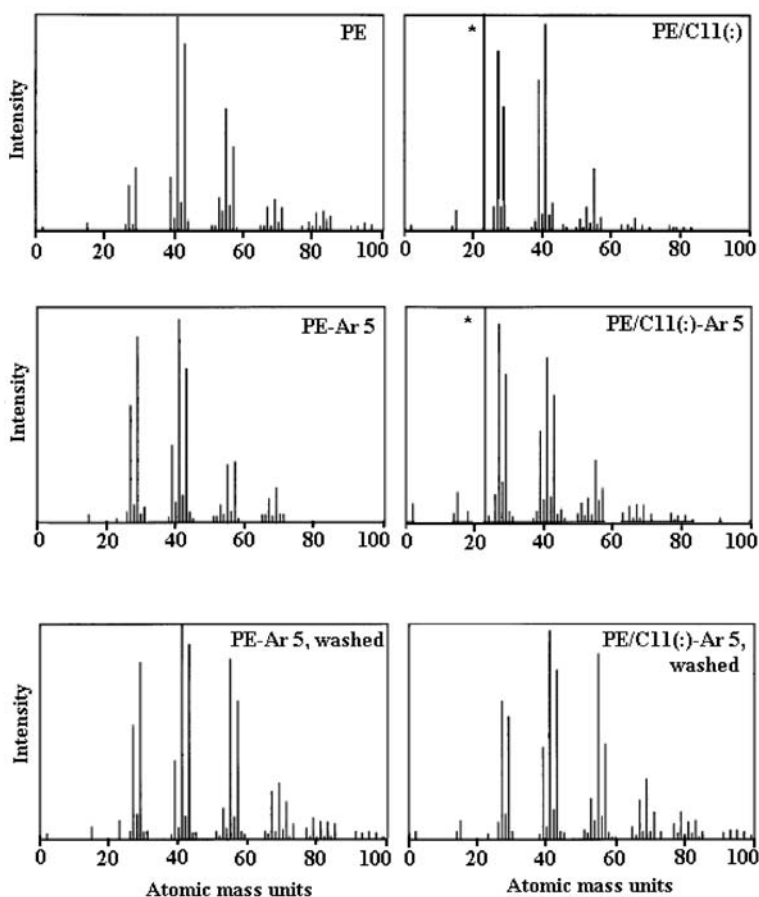 PE
*
PE/C11(:)
Intensity
0 20 40 60 80 100
0 20 40 60 80 100
PE-Ar 5
*
PE/C11(:)-Ar 5
Intensity
0 20 40 60 80 100
0 20 40 60 80 100
PE-Ar 5, washed
PE/C11(:)-Ar 5,
washed
Intensity
0 20 40 60 80 100
0 20 40 60 80 100
Atomic mass units
Atomic mass units